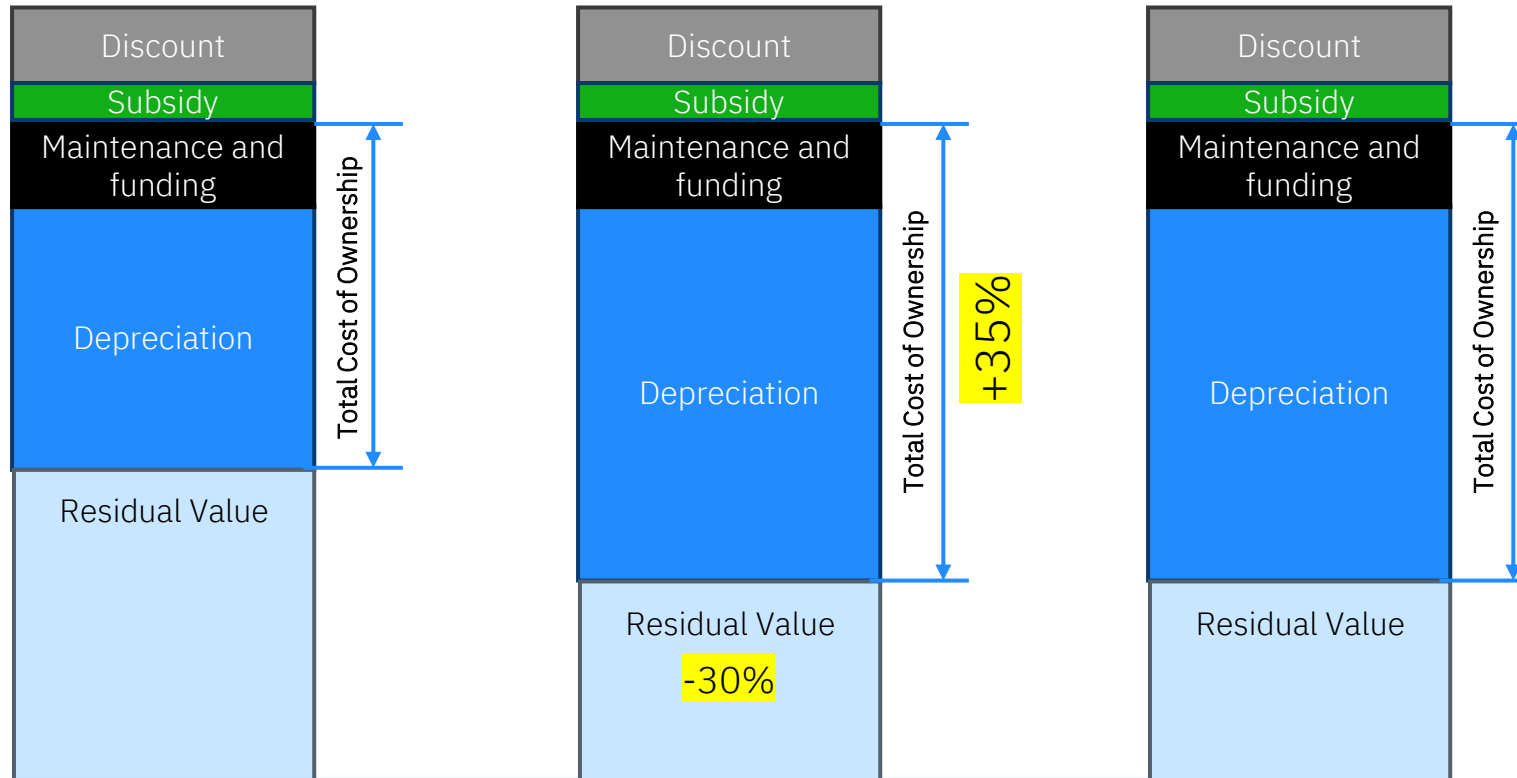 Discount
Subsidy
Maintenance and
funding
Depreciation
Residual Value
Total Cost of Ownership
Discount
Subsidy
Maintenance and
funding
Depreciation
Residual Value
-30%
Total Cost of Ownership
+35%
Discount
Subsidy
Maintenance and
funding
Depreciation
Residual Value
Total Cost of Ownership